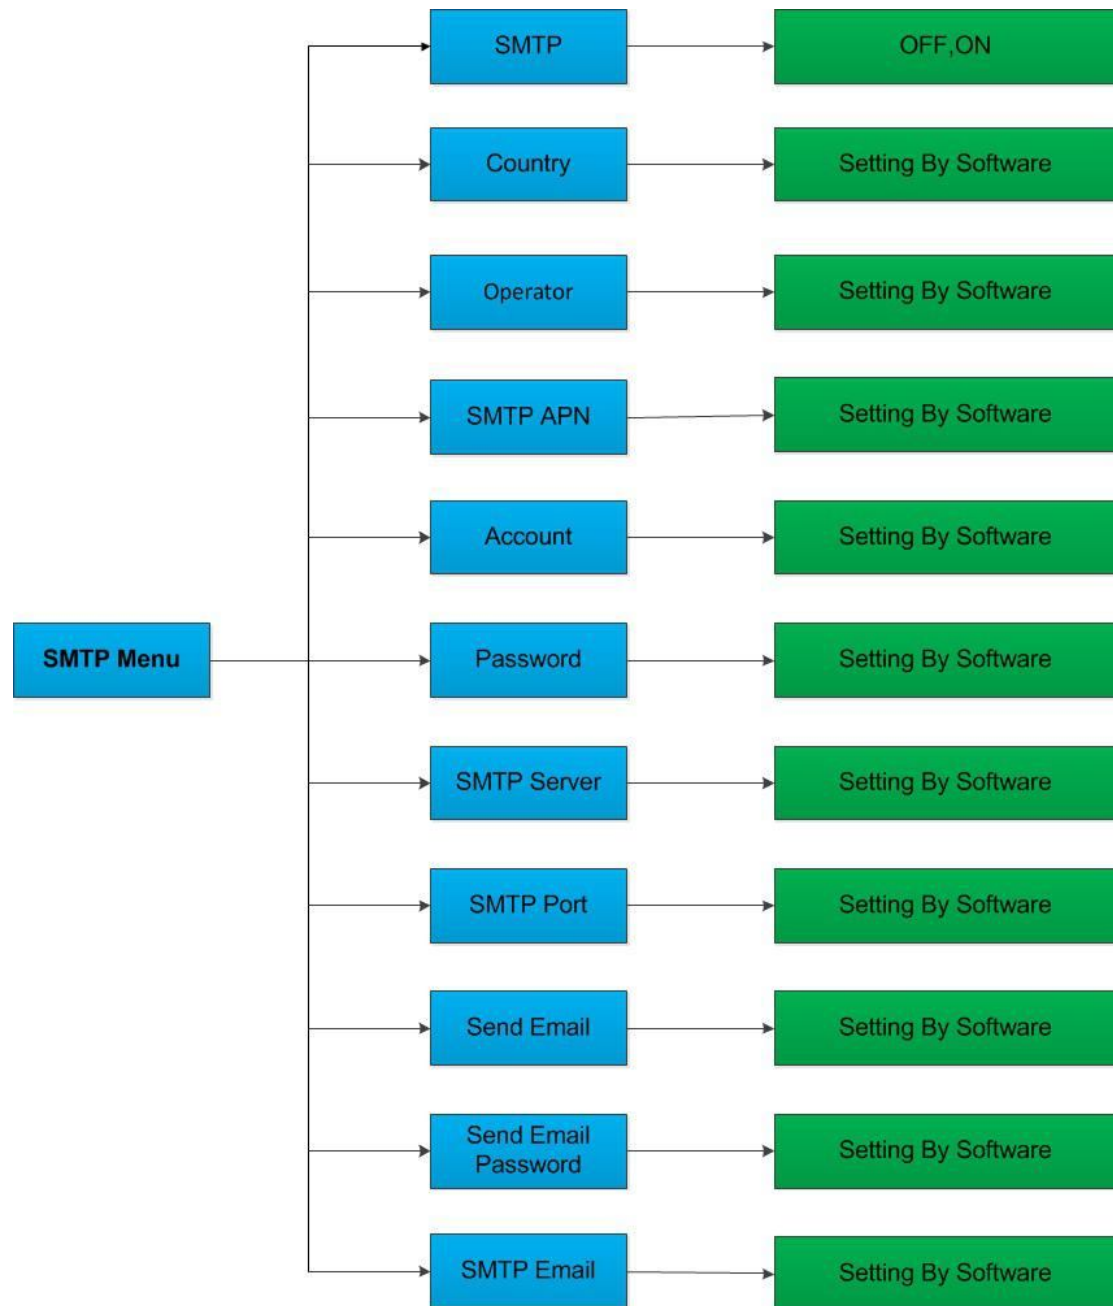 SMTP
OFF,ON
Country
Setting By Software
Operator
Setting By Software
SMTP APN
Setting By Software
Account
Setting By Software
SMTP Menu
Password
Setting By Software
SMTP Server
Setting By Software
SMTP Port
Setting By Software
Send Email
Setting By Software
Send Email
Password
Setting By Software
SMTP Email
Setting By Software